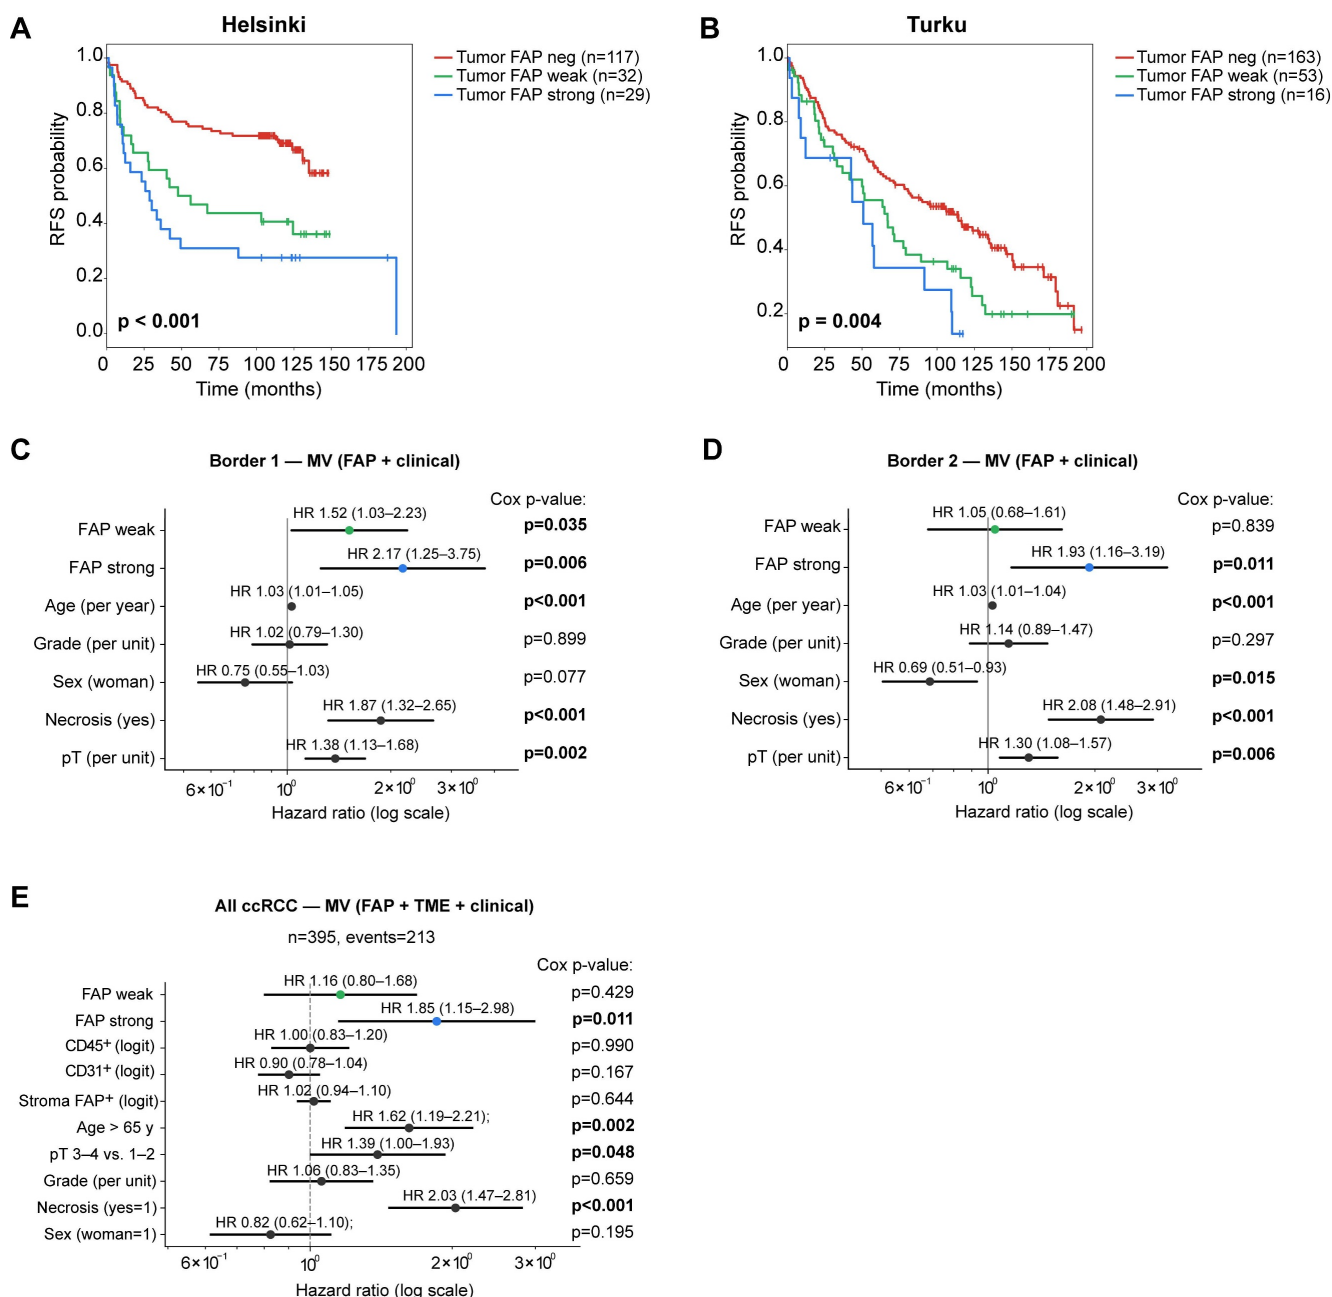 A
Helsinki
RFS probability
1.0
0.8
0.6
0.4
0.2
0.0
p < 0.001
0 25 50 75 100 125 150 175 200
Time (months)
Tumor FAP neg (n=117)
Tumor FAP weak (n=32)
Tumor FAP strong (n=29)
B
Turku
RFS probability
1.0
0.8
0.6
0.4
0.2
p = 0.004
0 25 50 75 100 125 150 175 200
Time (months)
Tumor FAP neg (n=163)
Tumor FAP weak (n=53)
Tumor FAP strong (n=16)
C
Border 1 — MV (FAP + clinical)
Cox p-value:
FAP weak HR 1.52 (1.03–2.23) p=0.035
FAP strong HR 2.17 (1.25–3.75) p=0.006
Age (per year) HR 1.03 (1.01–1.05) p<0.001
Grade (per unit) HR 1.02 (0.79–1.30) p=0.899
Sex (woman) HR 0.75 (0.55–1.03) p=0.077
Necrosis (yes) HR 1.87 (1.32–2.65) p<0.001
pT (per unit) HR 1.38 (1.13–1.68) p=0.002
6×10⁻¹ 10⁰ 2×10⁰ 3×10⁰
Hazard ratio (log scale)
D
Border 2 — MV (FAP + clinical)
Cox p-value:
FAP weak HR 1.05 (0.68–1.61) p=0.839
FAP strong HR 1.93 (1.16–3.19) p=0.011
Age (per year) HR 1.03 (1.01–1.04) p<0.001
Grade (per unit) HR 1.14 (0.89–1.47) p=0.297
Sex (woman) HR 0.69 (0.51–0.93) p=0.015
Necrosis (yes) HR 2.08 (1.48–2.91) p<0.001
pT (per unit) HR 1.30 (1.08–1.57) p=0.006
6×10⁻¹ 10⁰ 2×10⁰ 3×10⁰
Hazard ratio (log scale)
E
All ccRCC — MV (FAP + TME + clinical)
n=395, events=213
Cox p-value:
FAP weak HR 1.16 (0.80–1.68) p=0.429
FAP strong HR 1.85 (1.15–2.98) p=0.011
CD45⁺ (logit) HR 1.00 (0.83–1.20) p=0.990
CD31⁺ (logit) HR 0.90 (0.78–1.04) p=0.167
Stroma FAP⁺ (logit) HR 1.02 (0.94–1.10) p=0.644
Age > 65 y HR 1.62 (1.19–2.21); p=0.002
pT 3–4 vs. 1–2 HR 1.39 (1.00–1.93) p=0.048
Grade (per unit) HR 1.06 (0.83–1.35) p=0.659
Necrosis (yes=1) HR 2.03 (1.47–2.81) p<0.001
Sex (woman=1) HR 0.82 (0.62–1.10); p=0.195
6×10⁻¹ 10⁰ 2×10⁰ 3×10⁰
Hazard ratio (log scale)